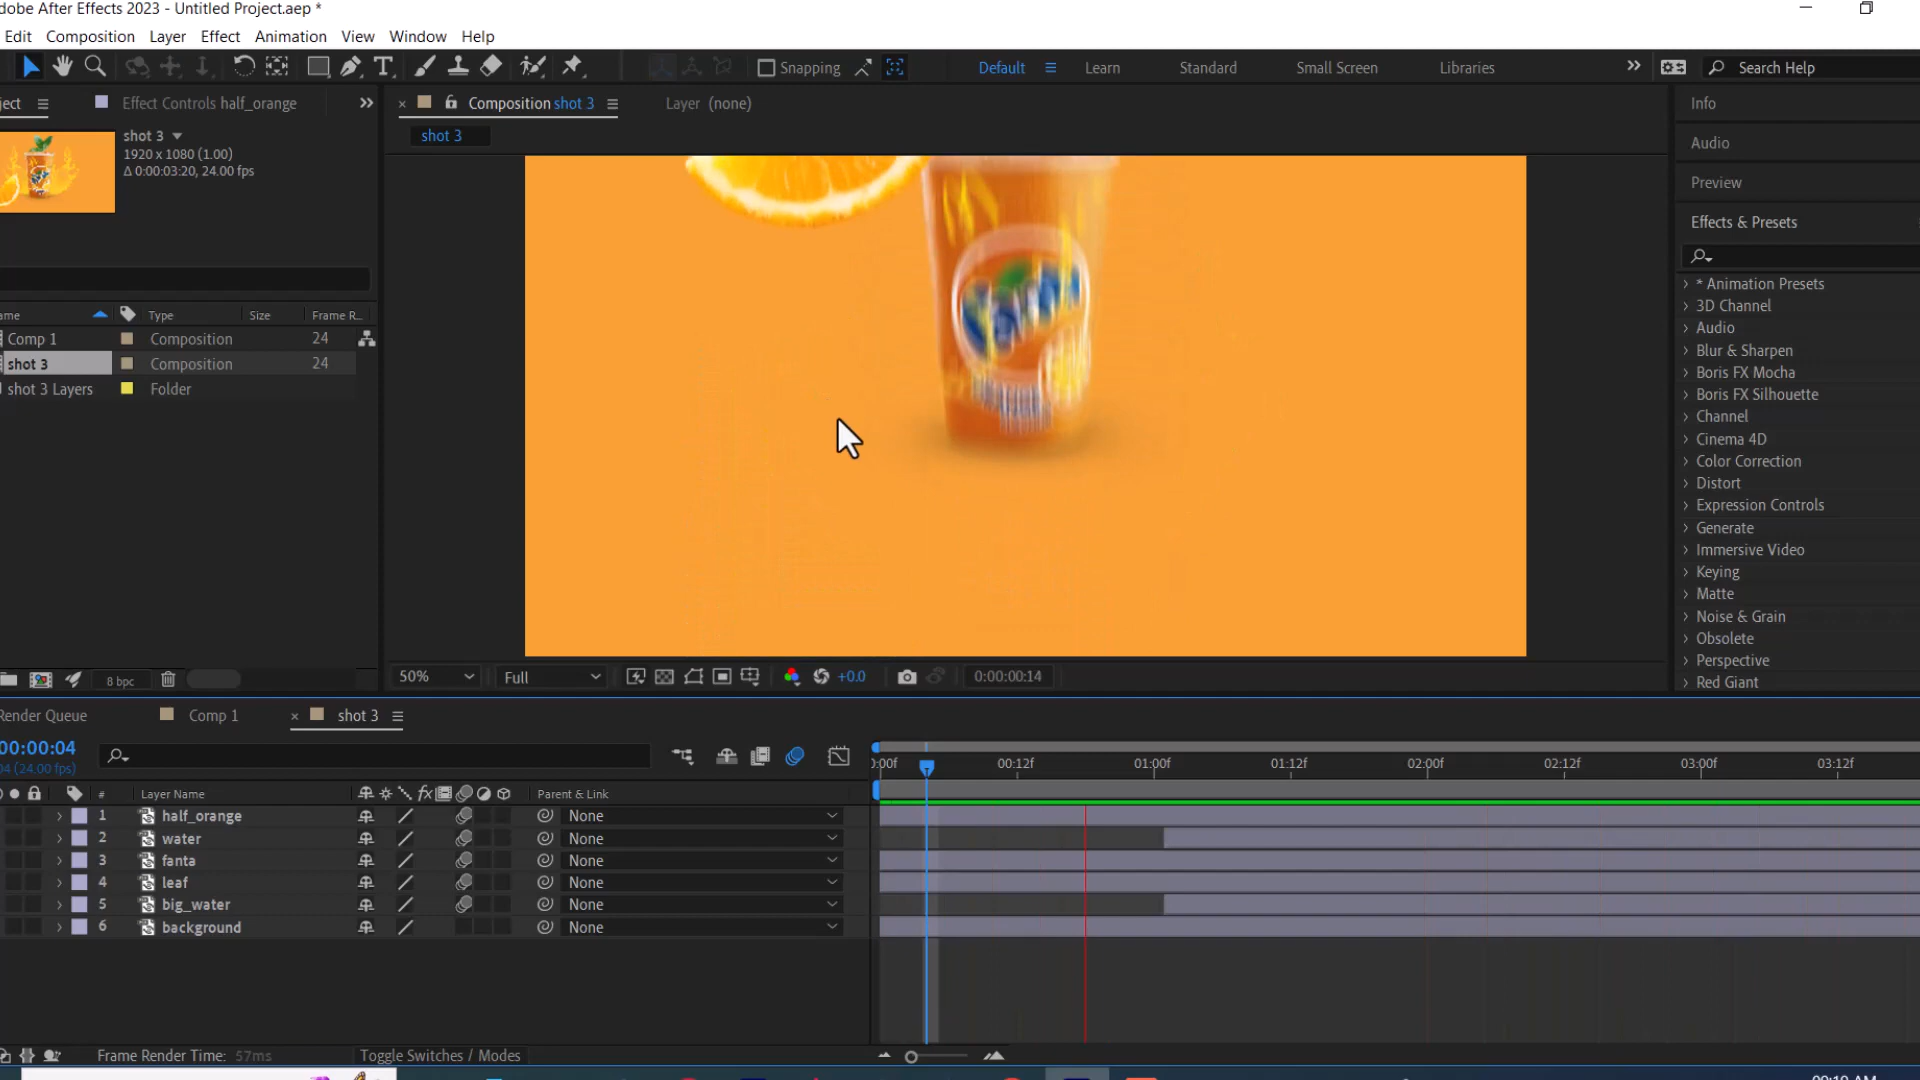 dobe After Effects 2023 - Untitled Project.aep *
Edit Composition Layer Effect Animation View Window Help
Snapping Default Learn Standard Small Screen Libraries Search Help
ject Effect Controls half_orange Composition shot 3 Layer (none) Info
shot 3
shot 3
1920 x 1080 (1.00)
Δ 0:00:03:20, 24.00 fps
Audio
Preview
Effects & Presets
ame Type Size Frame R...
Comp 1 Composition 24
shot 3 Composition 24
shot 3 Layers Folder
* Animation Presets
3D Channel
Audio
Blur & Sharpen
Boris FX Mocha
Boris FX Silhouette
Channel
Cinema 4D
Color Correction
Distort
Expression Controls
Generate
Immersive Video
Keying
Matte
Noise & Grain
Obsolete
Perspective
Red Giant
8 bpc 50% Full +0.0 0:00:00:14
Render Queue Comp 1 shot 3
00:00:04
04 (24.00 fps)
0:00f 00:12f 01:00f 01:12f 02:00f 02:12f 03:00f 03:12f
# Layer Name fx Parent & Link
1 half_orange None
2 water None
3 fanta None
4 leaf None
5 big_water None
6 background None
Frame Render Time: 57ms Toggle Switches / Modes